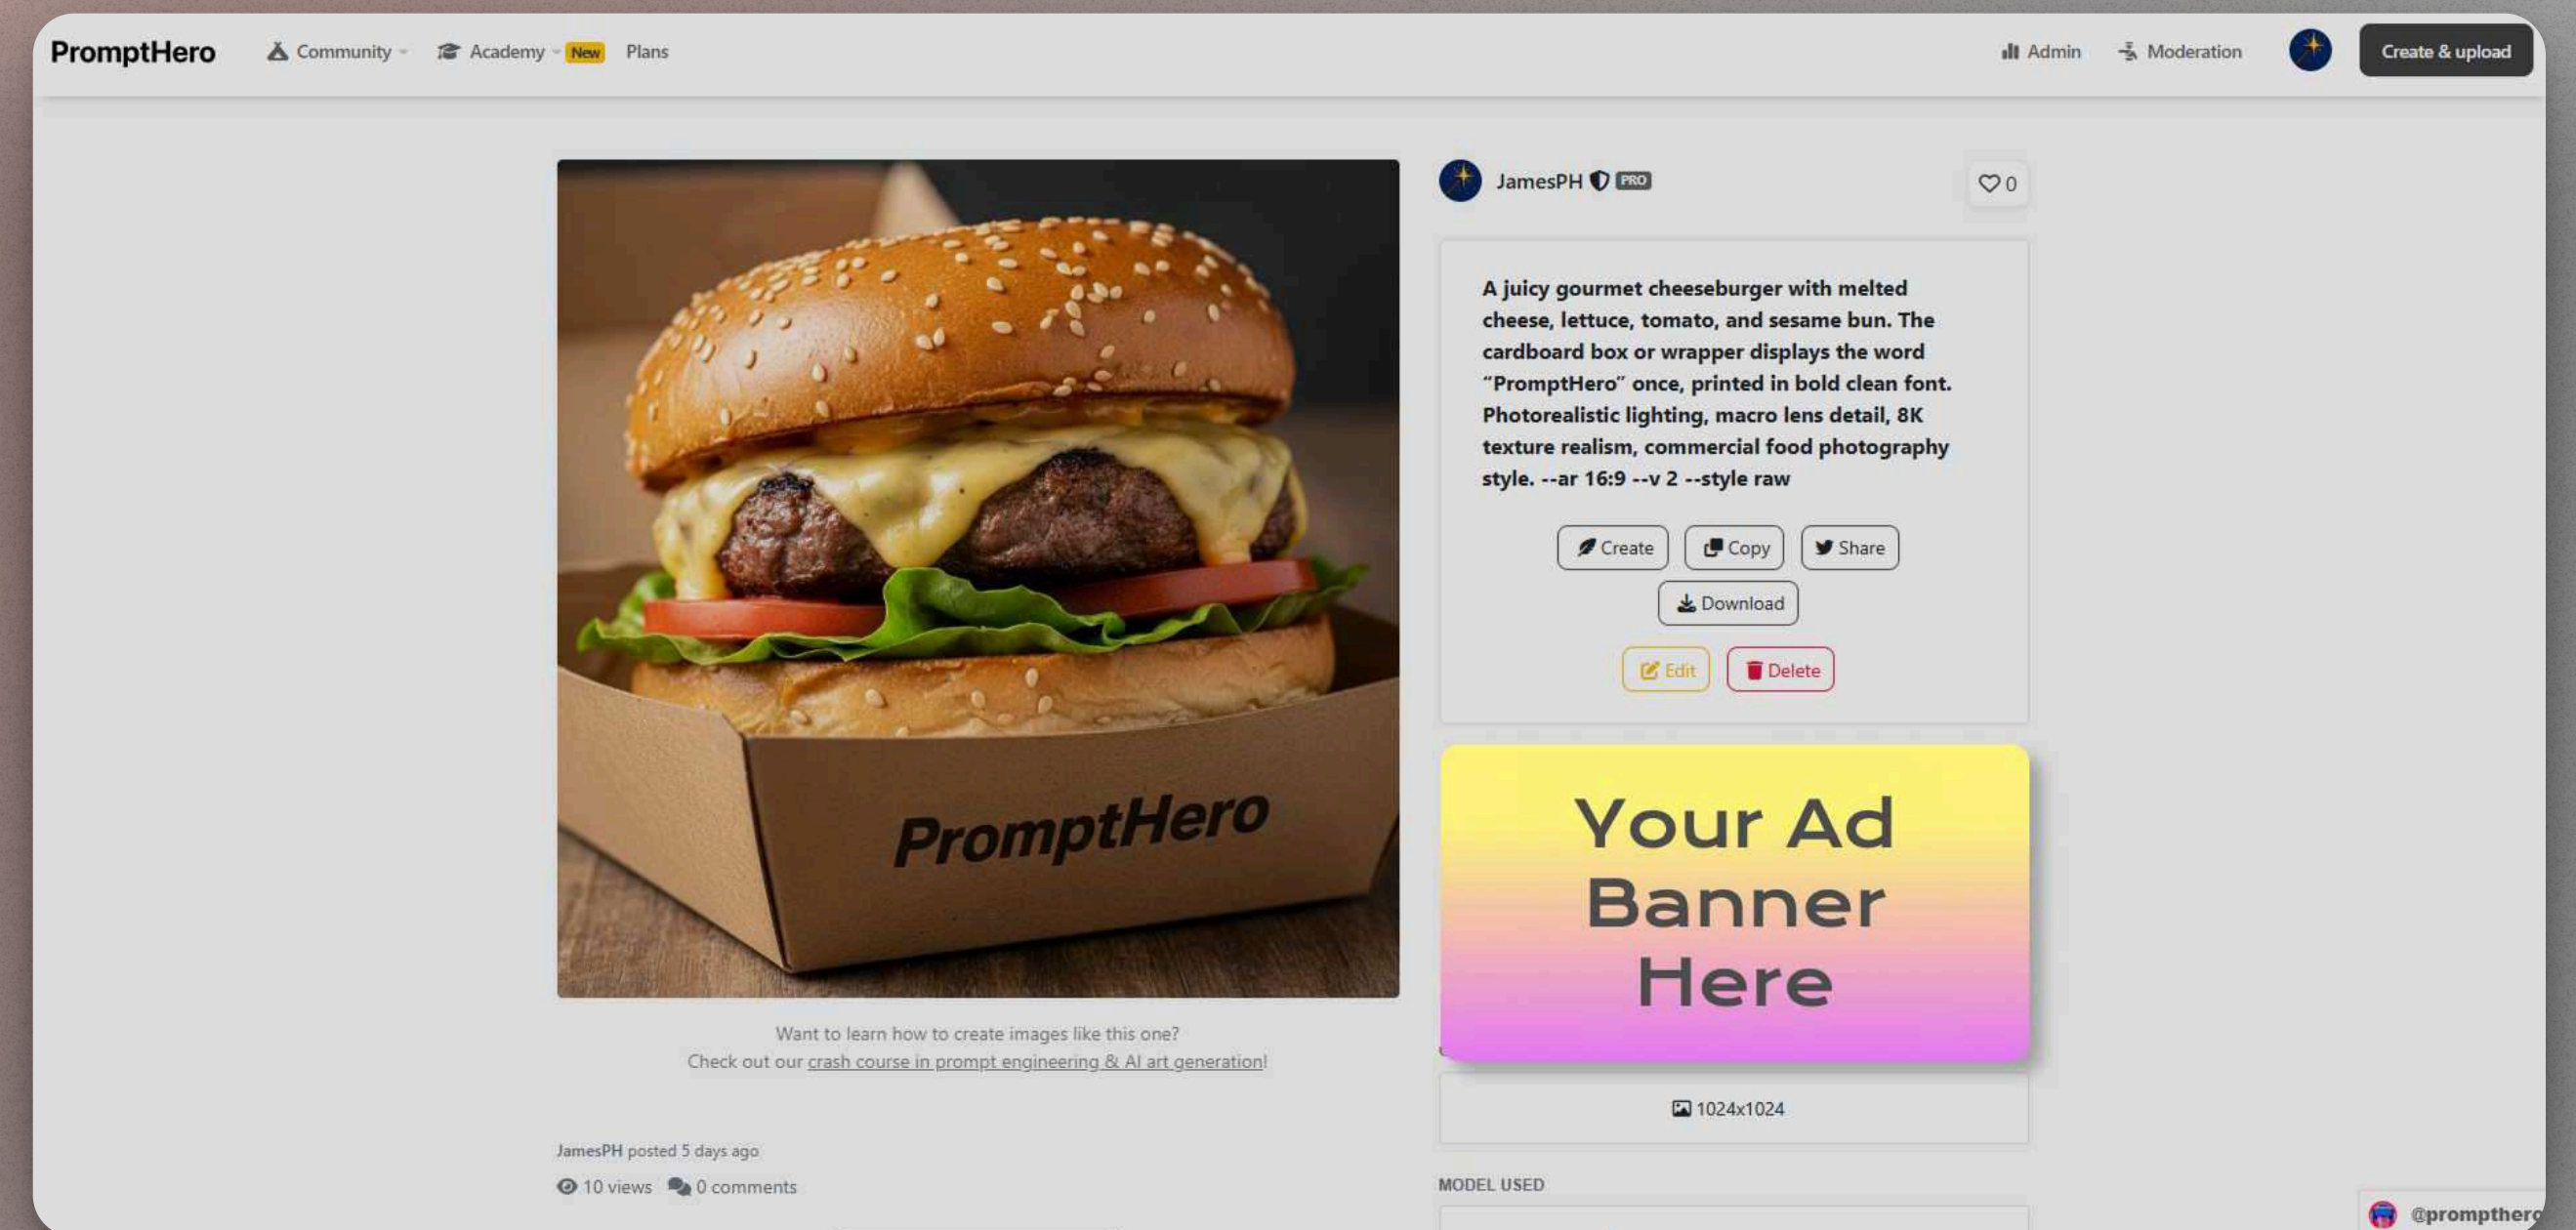 PromptHero
Community
Academy New
Plans
Admin
Moderation
Create & upload
JamesPH PRO
0
A juicy gourmet cheeseburger with melted
cheese, lettuce, tomato, and sesame bun. The
cardboard box or wrapper displays the word
“PromptHero” once, printed in bold clean font.
Photorealistic lighting, macro lens detail, 8K
texture realism, commercial food photography
style. --ar 16:9 --v 2 --style raw
Create
Copy
Share
Download
Edit
Delete
PromptHero
Your Ad
Banner
Here
Want to learn how to create images like this one?
Check out our crash course in prompt engineering & AI art generation!
1024x1024
JamesPH posted 5 days ago
10 views 0 comments
MODEL USED
@prompthero